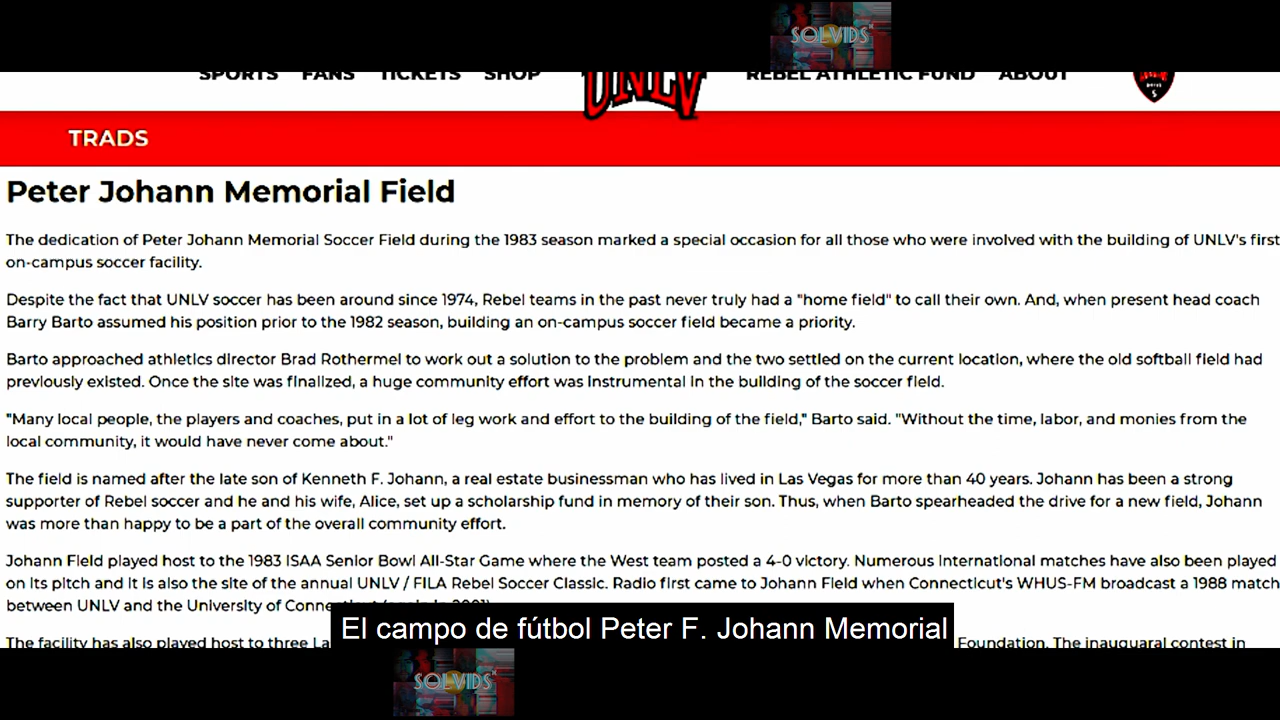 SOLVIDS
SPORTS FANS TICKETS SHOP UNLV REBEL ATHLETIC FUND ABOUT
TRADS
Peter Johann Memorial Field
The dedication of Peter Johann Memorial Soccer Field during the 1983 season marked a special occasion for all those who were involved with the building of UNLV's first
on-campus soccer facility.
Despite the fact that UNLV soccer has been around since 1974, Rebel teams in the past never truly had a "home field" to call their own. And, when present head coach
Barry Barto assumed his position prior to the 1982 season, building an on-campus soccer field became a priority.
Barto approached athletics director Brad Rothermel to work out a solution to the problem and the two settled on the current location, where the old softball field had
previously existed. Once the site was finalized, a huge community effort was instrumental in the building of the soccer field.
"Many local people, the players and coaches, put in a lot of leg work and effort to the building of the field," Barto said. "Without the time, labor, and monies from the
local community, it would have never come about."
The field is named after the late son of Kenneth F. Johann, a real estate businessman who has lived in Las Vegas for more than 40 years. Johann has been a strong
supporter of Rebel soccer and he and his wife, Alice, set up a scholarship fund in memory of their son. Thus, when Barto spearheaded the drive for a new field, Johann
was more than happy to be a part of the overall community effort.
Johann Field played host to the 1983 ISAA Senior Bowl All-Star Game where the West team posted a 4-0 victory. Numerous international matches have also been played
on its pitch and it is also the site of the annual UNLV / FILA Rebel Soccer Classic. Radio first came to Johann Field when Connecticut's WHUS-FM broadcast a 1988 match
between UNLV and the University of
The facility has also played host to three Foundation. The inauguaral contest in
El campo de fútbol Peter F. Johann Memorial
SOLVIDS